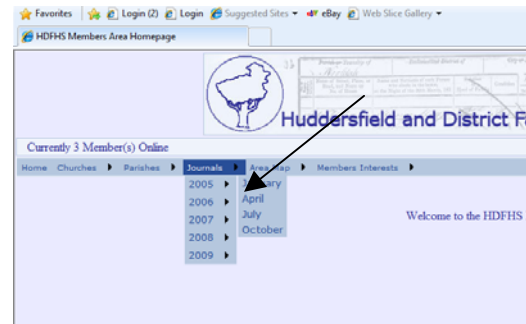 Favorites Login (2) Login Suggested Sites eBay Web Slice Gallery
HDFHS Members Area Homepage
Huddersfield and District F
Currently 3 Member(s) Online
Home Churches Parishes Journals Area Map Members Interests
2005
2006 April
2007 July
2008 October
2009
Welcome to the HDFHS